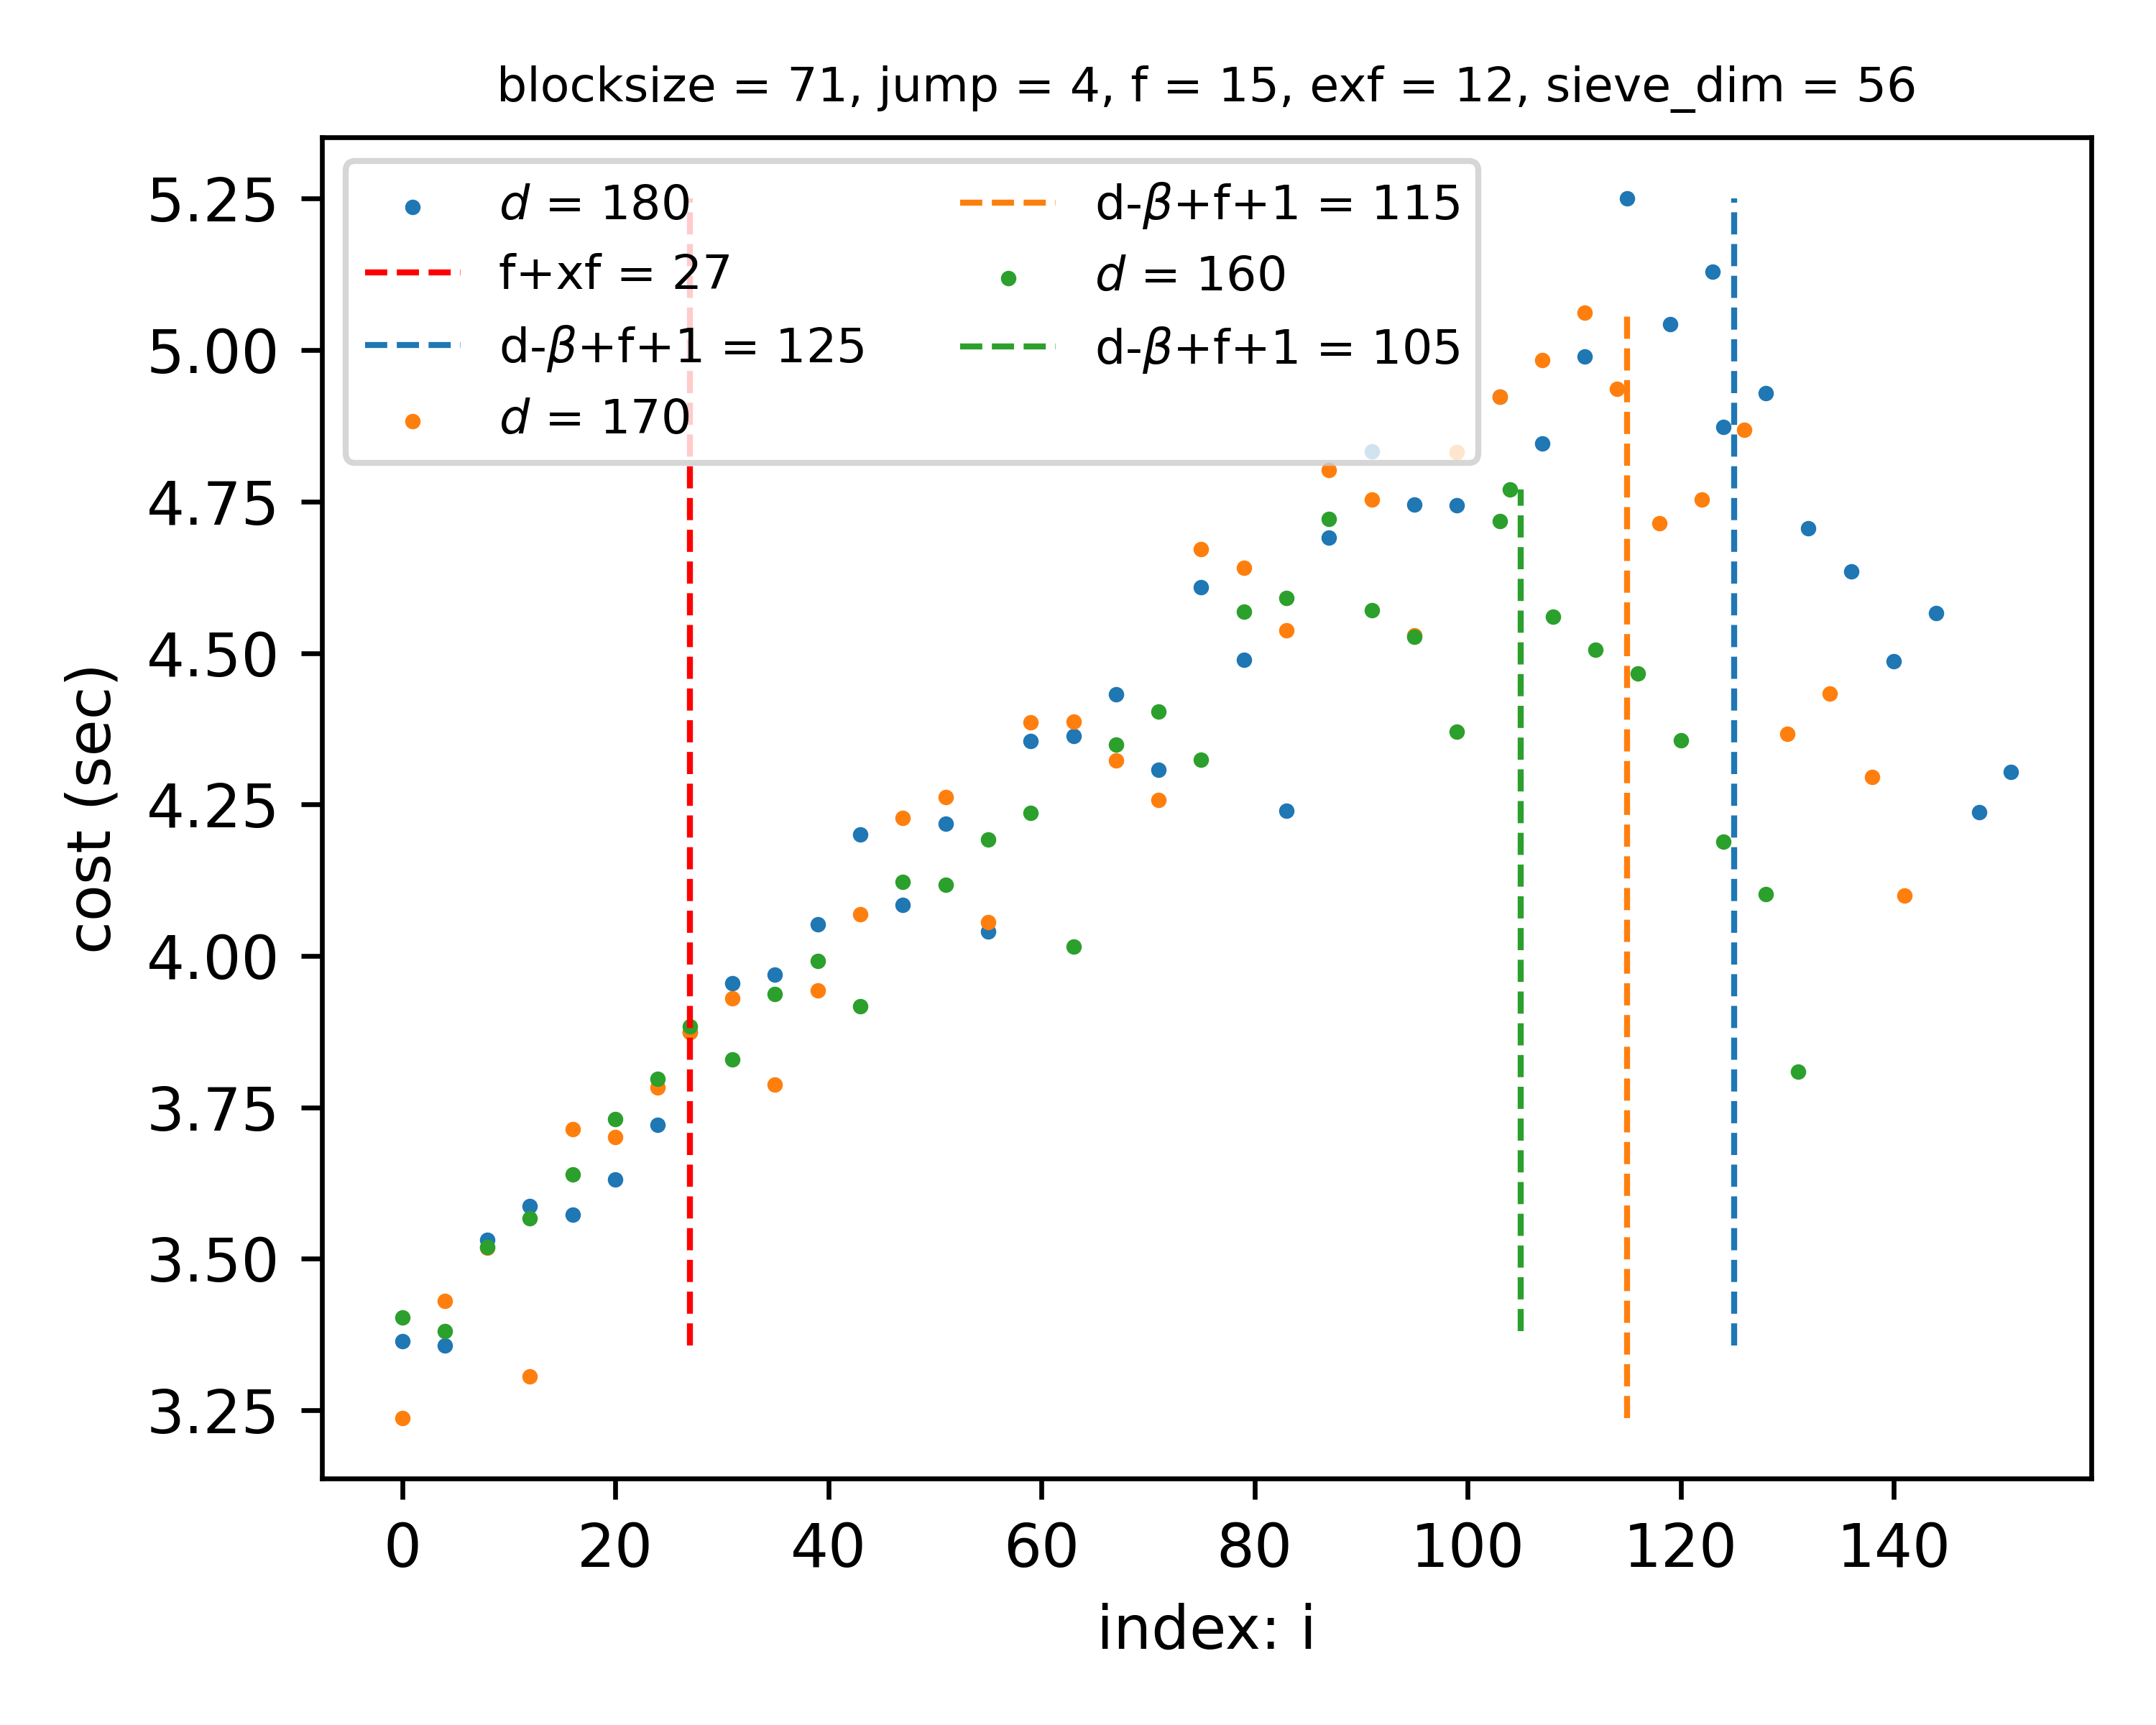 blocksize = 71, jump = 4, f = 15, exf = 12, sieve_dim = 56
d = 180
f+xf = 27
d-β+f+1 = 125
d = 170
d-β+f+1 = 115
d = 160
d-β+f+1 = 105
5.25
5.00
4.75
4.50
4.25
4.00
3.75
3.50
3.25
cost (sec)
0 20 40 60 80 100 120 140
index: i